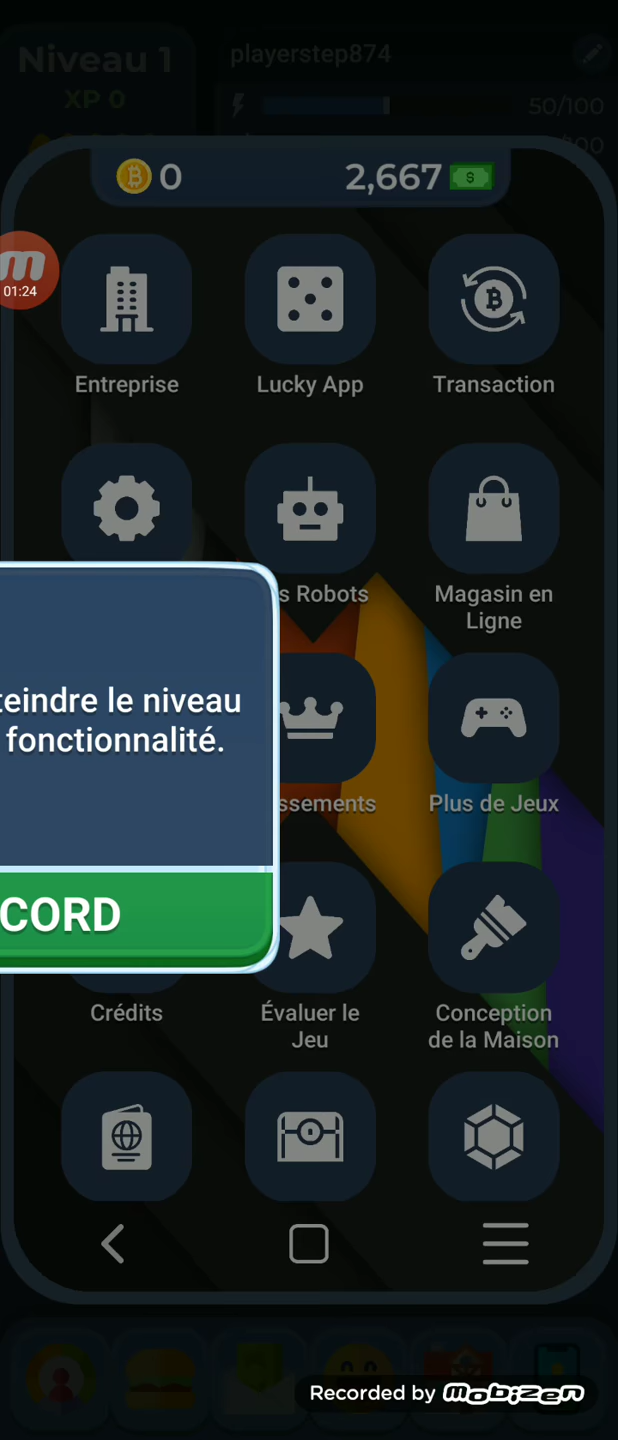 Niveau 1
playerstep874
XP 0
50/100
0
2,667
01:24
Entreprise
Lucky App
Transaction
s Robots
Magasin en
Ligne
teindre le niveau
fonctionnalité.
ssements
Plus de Jeux
CORD
Crédits
Évaluer le
Jeu
Conception
de la Maison
Recorded by mobizen